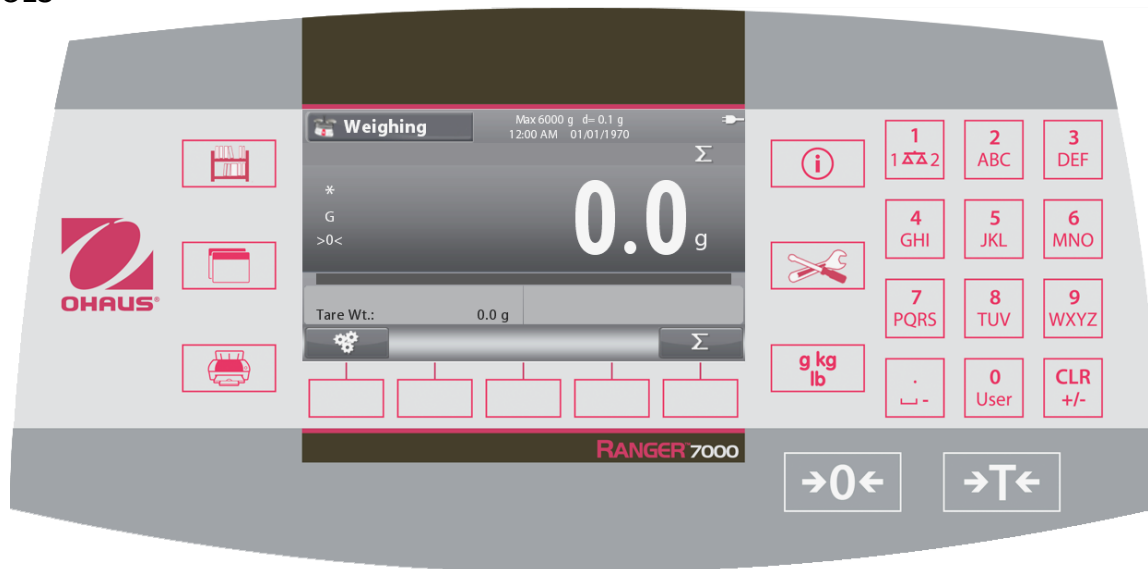 Weighing
Max 6000 g d= 0.1 g
12:00 AM 01/01/1970
Σ
*
G
>0<
0.0 g
Tare Wt.: 0.0 g
Σ
OHAUS®
i
g kg
lb
1
1 2
2
ABC
3
DEF
4
GHI
5
JKL
6
MNO
7
PQRS
8
TUV
9
WXYZ
.
⌴ -
0
User
CLR
+/-
RANGER™7000
→0←
→T←